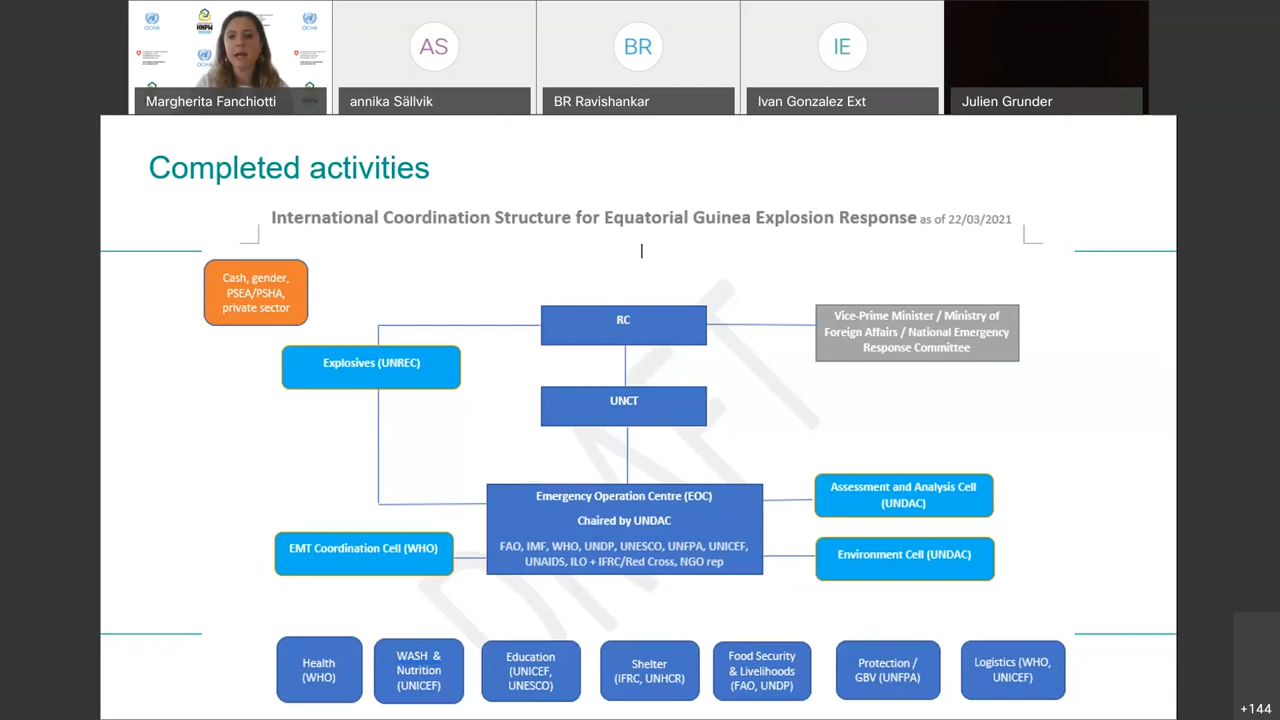 OCHA
HNPW
OCHA
OCHA
Margherita Fanchiotti
AS
annika Sällvik
BR
BR Ravishankar
IE
Ivan Gonzalez Ext
Julien Grunder
Completed activities
International Coordination Structure for Equatorial Guinea Explosion Response as of 22/03/2021
Cash, gender,
PSEA/PSHA,
private sector
RC
Vice-Prime Minister / Ministry of
Foreign Affairs / National Emergency
Response Committee
Explosives (UNREC)
UNCT
Emergency Operation Centre (EOC)
Chaired by UNDAC
FAO, IMF, WHO, UNDP, UNESCO, UNFPA, UNICEF,
UNAIDS, ILO + IFRC/Red Cross, NGO rep
Assessment and Analysis Cell
(UNDAC)
EMT Coordination Cell (WHO)
Environment Cell (UNDAC)
DRAFT
Health
(WHO)
WASH &
Nutrition
(UNICEF)
Education
(UNICEF,
UNESCO)
Shelter
(IFRC, UNHCR)
Food Security
& Livelihoods
(FAO, UNDP)
Protection /
GBV (UNFPA)
Logistics (WHO,
UNICEF)
+144